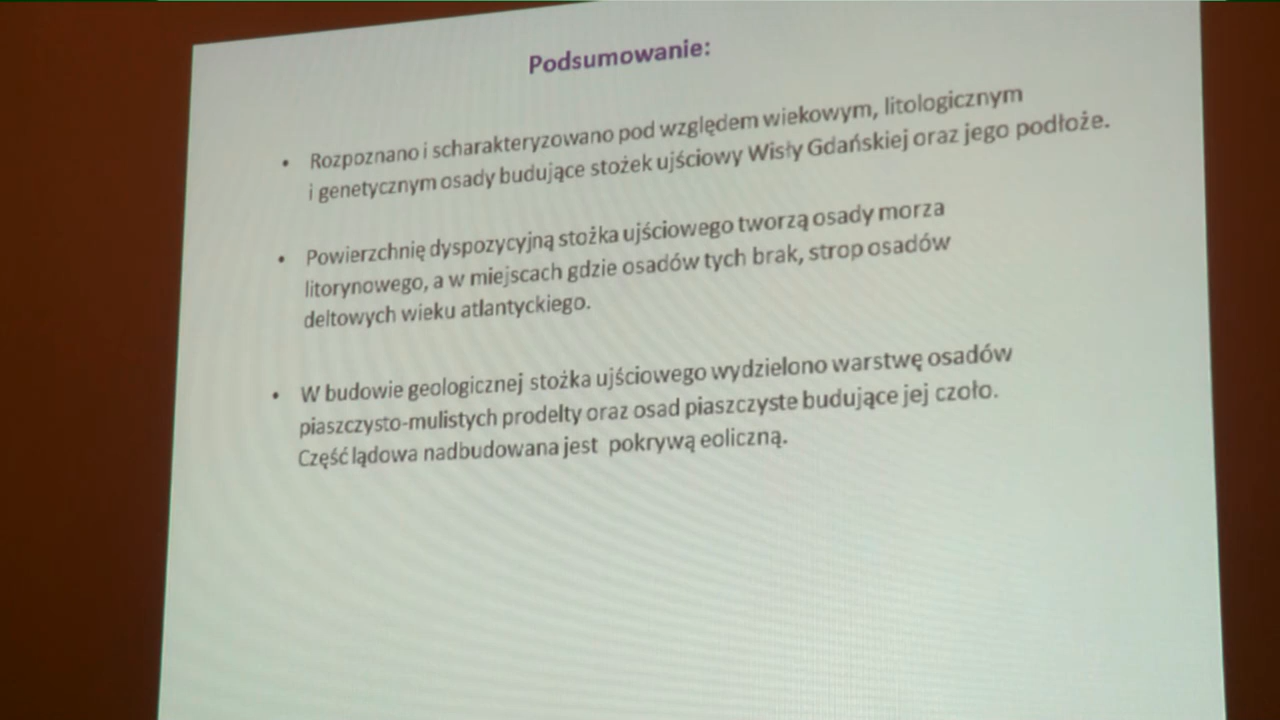 Podsumowanie:
• Rozpoznano i scharakteryzowano pod względem wiekowym, litologicznym
i genetycznym osady budujące stożek ujściowy Wisły Gdańskiej oraz jego podłoże.
• Powierzchnię dyspozycyjną stożka ujściowego tworzą osady morza
litorynowego, a w miejscach gdzie osadów tych brak, strop osadów
deltowych wieku atlantyckiego.
• W budowie geologicznej stożka ujściowego wydzielono warstwę osadów
piaszczysto-mulistych prodelty oraz osad piaszczyste budujące jej czoło.
Część lądowa nadbudowana jest pokrywą eoliczną.